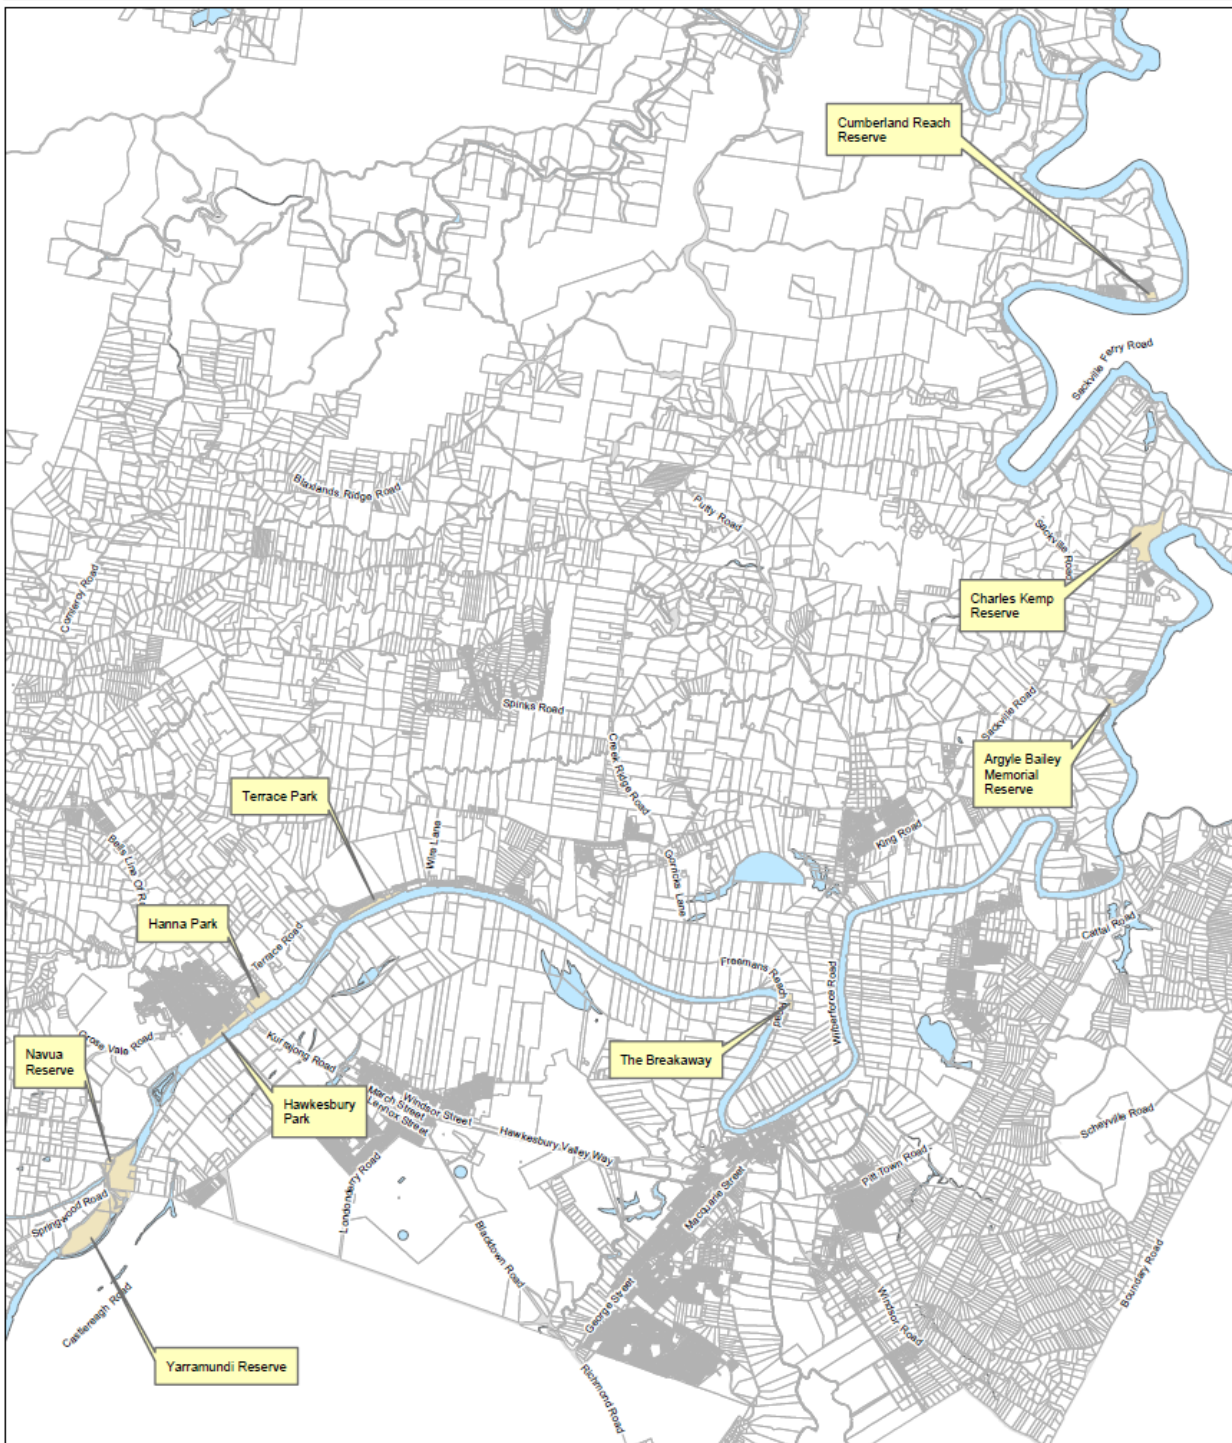 Cumberland Reach
Reserve
Sackville Ferry Road
Blaxlands Ridge Road
Putty Road
Sackville Road
Comleroy Road
Charles Kemp
Reserve
Spinks Road
Sackville Road
Creek Ridge Road
Argyle Bailey
Memorial
Reserve
Terrace Park
Wire Lane
King Road
Bells Line Of R
Gorricks Lane
Hanna Park
Terrace Road
Cattai Road
Freemans Reach Road
Wilberforce Road
Grose Vale Road
Kurrajong Road
Navua
Reserve
The Breakaway
Hawkesbury
Park
Windsor Street
March Street
Lennox Street
Hawkesbury Valley Way
Scheyville Road
Pitt Town Road
Londonderry Road
Macquarie Street
Springwood Road
Blacktown Road
Boundary Road
Castlereagh Road
George Street
Windsor Road
Yarramundi Reserve
Richmond Road